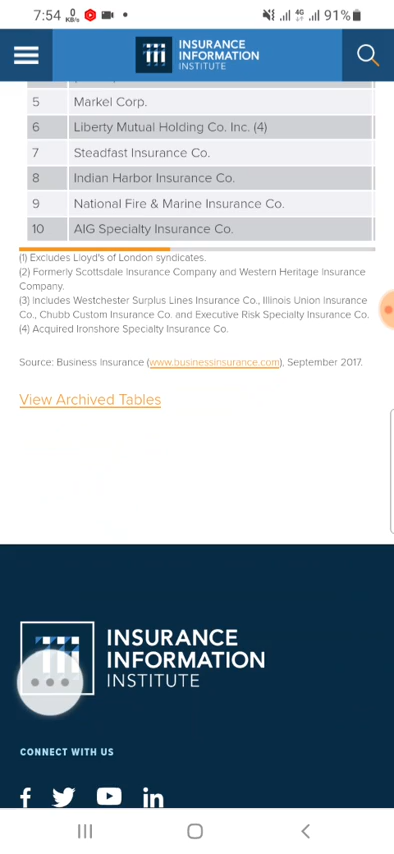 7:54 0 KB/s 4G 91%
INSURANCE
INFORMATION
INSTITUTE
5 Markel Corp.
6 Liberty Mutual Holding Co. Inc. (4)
7 Steadfast Insurance Co.
8 Indian Harbor Insurance Co.
9 National Fire & Marine Insurance Co.
10 AIG Specialty Insurance Co.
(1) Excludes Lloyd's of London syndicates.
(2) Formerly Scottsdale Insurance Company and Western Heritage Insurance
Company.
(3) Includes Westchester Surplus Lines Insurance Co., Illinois Union Insurance
Co., Chubb Custom Insurance Co. and Executive Risk Specialty Insurance Co.
(4) Acquired Ironshore Specialty Insurance Co.
Source: Business Insurance (www.businessinsurance.com), September 2017.
View Archived Tables
INSURANCE
INFORMATION
INSTITUTE
CONNECT WITH US